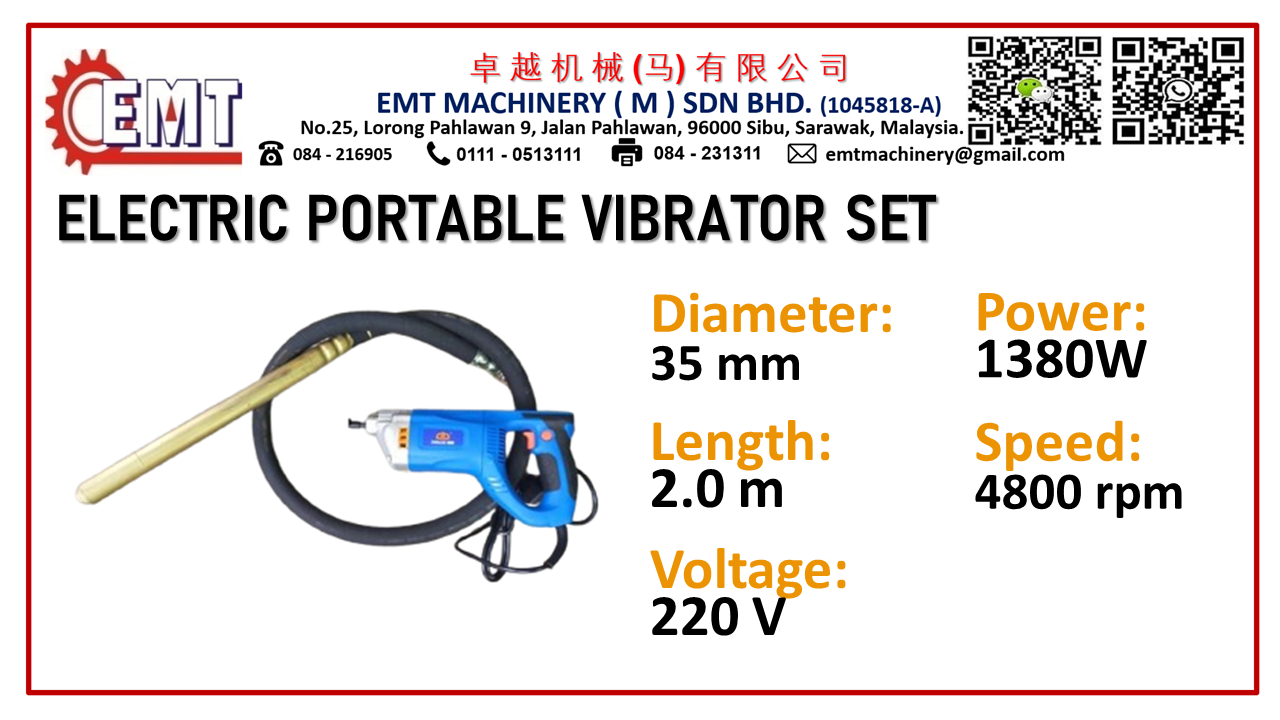 EMT
卓越机械(马)有限公司
EMT MACHINERY ( M ) SDN BHD. (1045818-A)
No.25, Lorong Pahlawan 9, Jalan Pahlawan, 96000 Sibu, Sarawak, Malaysia.
084 - 216905 0111 - 0513111 084 - 231311 emtmachinery@gmail.com
ELECTRIC PORTABLE VIBRATOR SET
Diameter:
35 mm
Length:
2.0 m
Voltage:
220 V
Power:
1380W
Speed:
4800 rpm